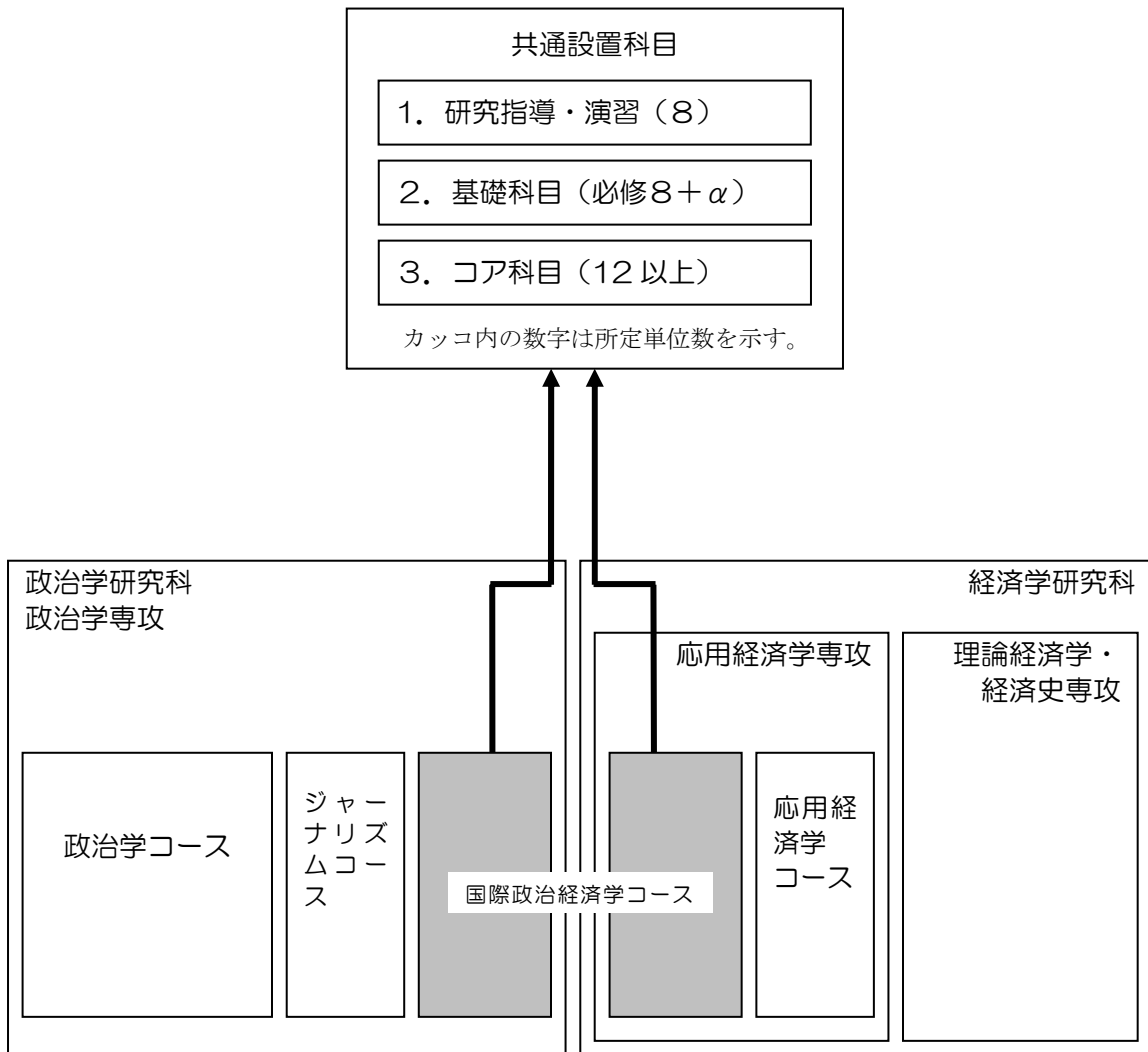 共通設置科目
1．研究指導・演習（8）
2．基礎科目（必修8＋α）
3．コア科目（12以上）
カッコ内の数字は所定単位数を示す。
政治学研究科
政治学専攻
経済学研究科
応用経済学専攻
理論経済学・
経済史専攻
政治学コース
ジャー
ナリズ
ムコー
ス
国際政治経済学コース
応用経
済学
コース